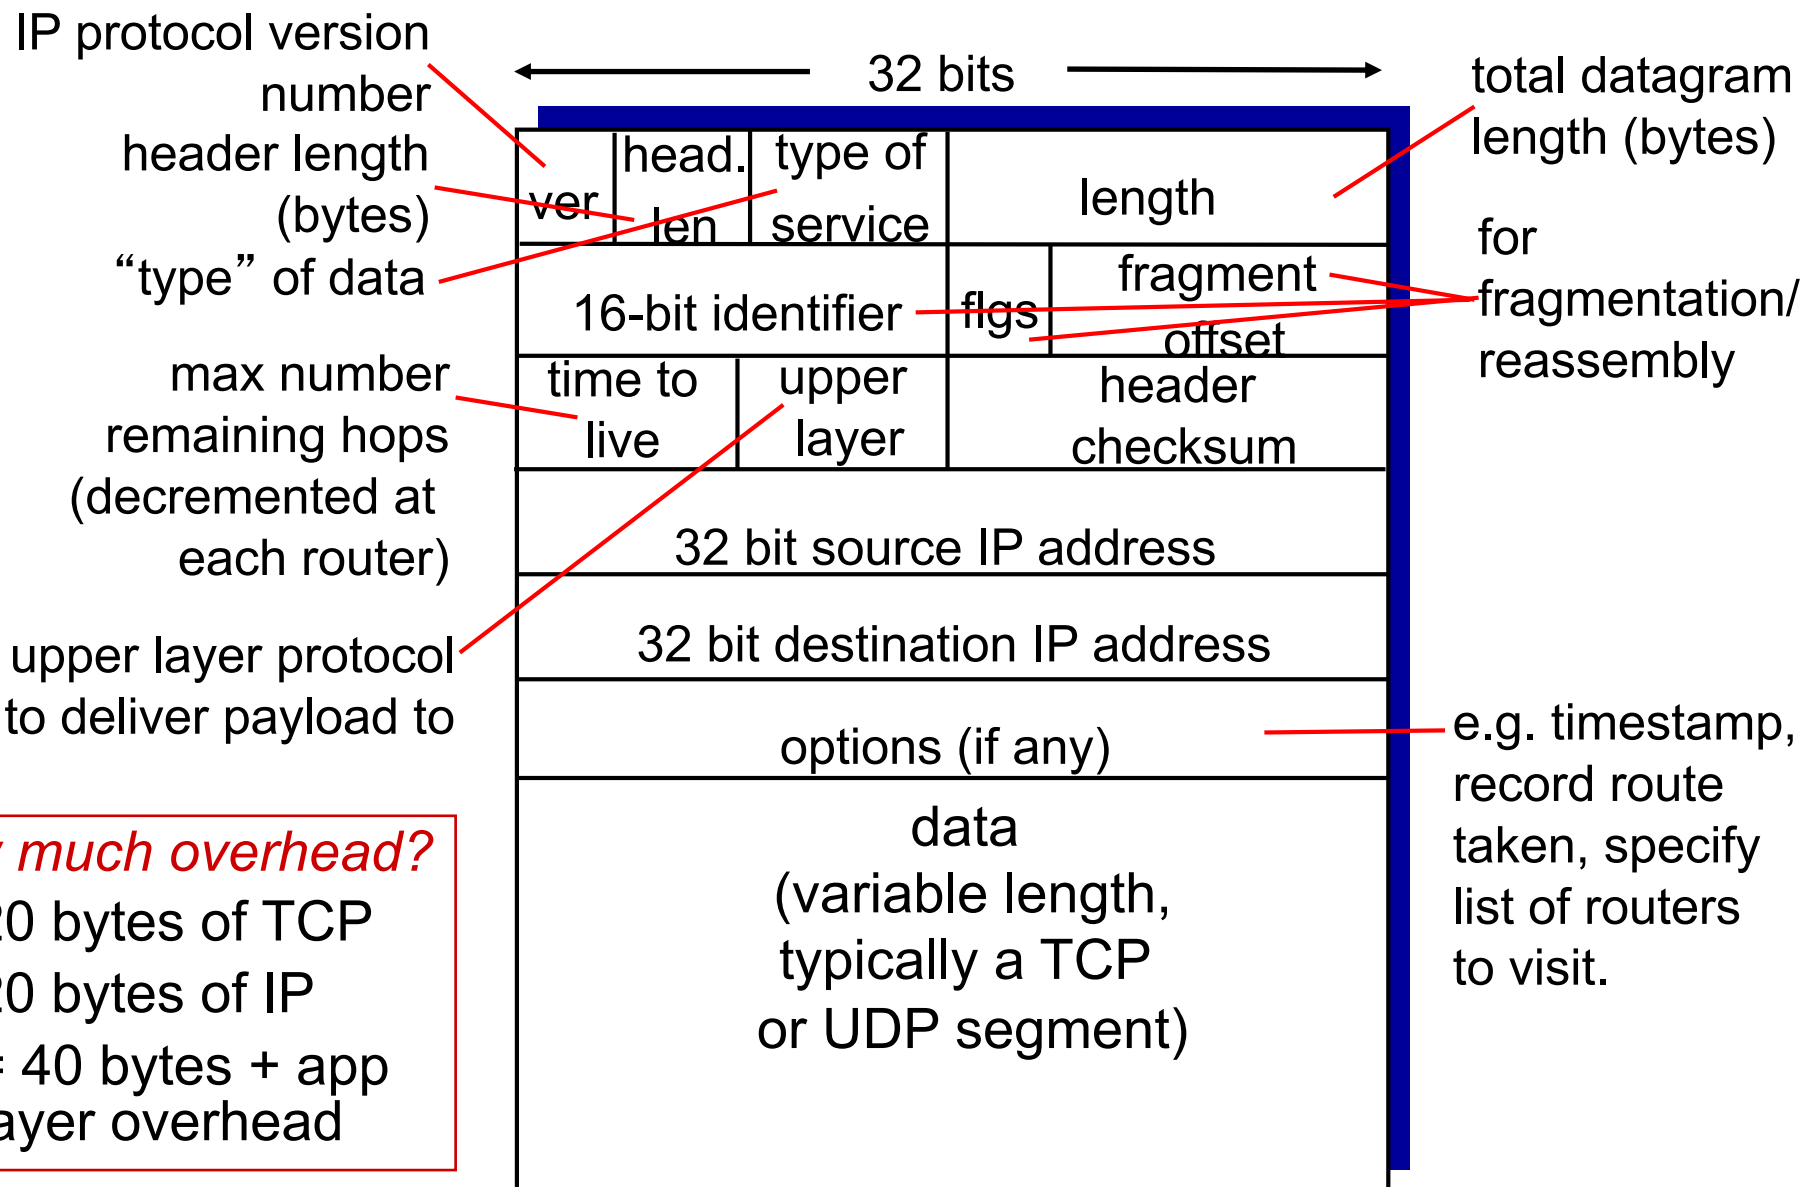 IP protocol version
number
header length
(bytes)
“type” of data
max number
remaining hops
(decremented at
each router)
upper layer protocol
to deliver payload to
much overhead?
20 bytes of TCP
20 bytes of IP
= 40 bytes + app
layer overhead
32 bits
ver
head.
len
type of
service
length
16-bit identifier
flgs
fragment
offset
time to
live
upper
layer
header
checksum
32 bit source IP address
32 bit destination IP address
options (if any)
data
(variable length,
typically a TCP
or UDP segment)
total datagram
length (bytes)
for
fragmentation/
reassembly
e.g. timestamp,
record route
taken, specify
list of routers
to visit.